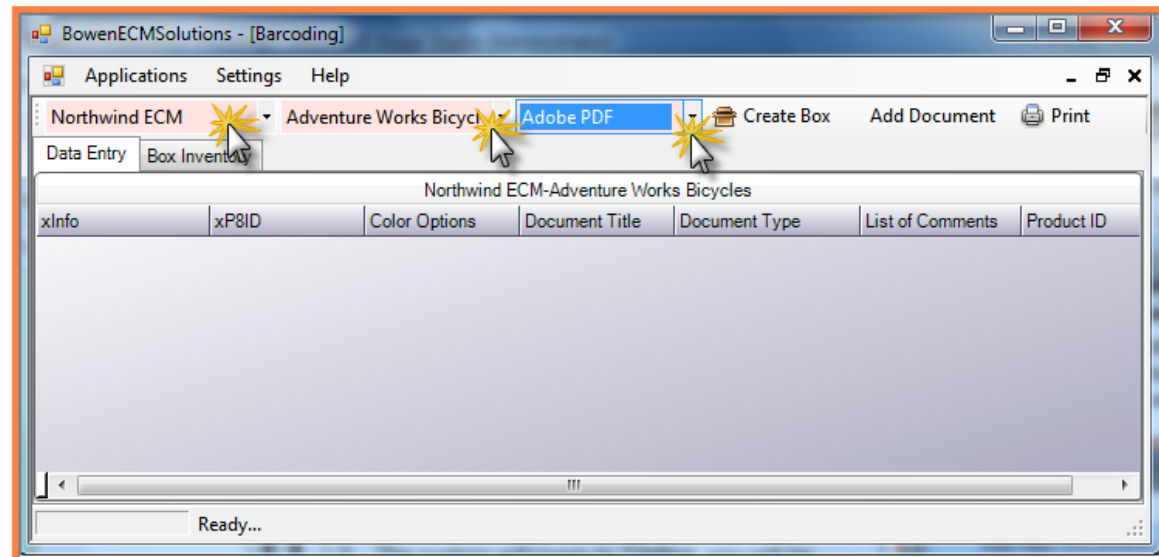 BowenECMSolutions - [Barcoding]
Applications Settings Help
Northwind ECM Adventure Works Bicycl Adobe PDF Create Box Add Document Print
Data Entry Box Inventory
Northwind ECM-Adventure Works Bicycles
xInfo xP8ID Color Options Document Title Document Type List of Comments Product ID
Ready...